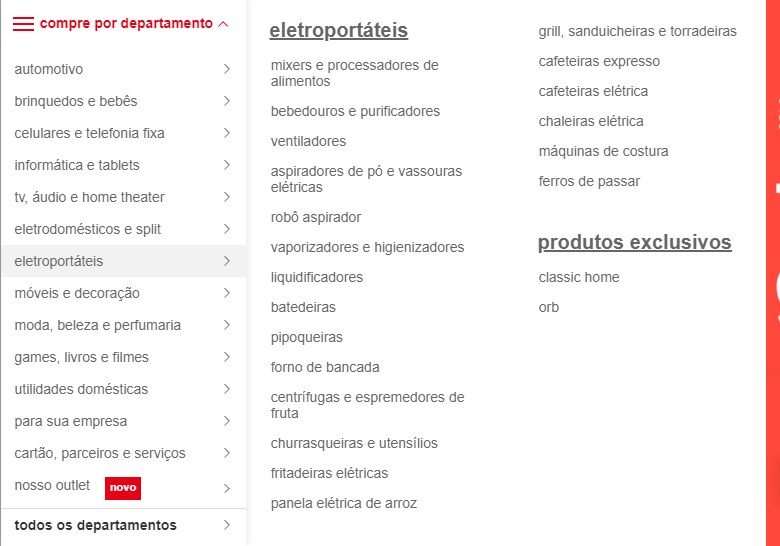 compre por departamento
automotivo
brinquedos e bebês
celulares e telefonia fixa
informática e tablets
tv, áudio e home theater
eletrodomésticos e split
eletroportáteis
móveis e decoração
moda, beleza e perfumaria
games, livros e filmes
utilidades domésticas
para sua empresa
cartão, parceiros e serviços
nosso outlet novo
todos os departamentos
eletroportáteis
mixers e processadores de
alimentos
bebedouros e purificadores
ventiladores
aspiradores de pó e vassouras
elétricas
robô aspirador
vaporizadores e higienizadores
liquidificadores
batedeiras
pipoqueiras
forno de bancada
centrífugas e espremedores de
fruta
churrasqueiras e utensílios
fritadeiras elétricas
panela elétrica de arroz
grill, sanduicheiras e torradeiras
cafeteiras expresso
cafeteiras elétrica
chaleiras elétrica
máquinas de costura
ferros de passar
produtos exclusivos
classic home
orb